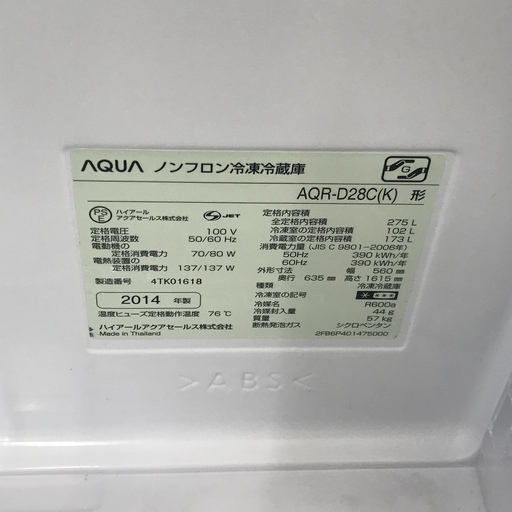 AQUA ノンフロン冷凍冷蔵庫
AQR-D28C(K) 形
PS E ハイアール アクアセールス株式会社 S JET
定格電圧 100 V
定格周波数 50/60 Hz
電動機の
定格消費電力 70/80 W
電熱装置の
定格消費電力 137/137 W
製造番号 4TK01618
2014 年製
温度ヒューズ定格動作温度 76℃
ハイアールアクアセールス株式会社
Made in Thailand
定格内容積
全定格内容積 275 L
冷凍室の定格内容積 102 L
冷蔵室の定格内容積 173 L
消費電力量(JIS C 9801-2006年)
50Hz 390 kWh/年
60Hz 390 kWh/年
外形寸法 幅 560 mm
奥行 635 mm 高さ 1615 mm
種類 冷凍冷蔵庫
冷凍室の記号
冷媒名 R600a
冷媒封入量 44 g
質量 57 kg
断熱発泡ガス シクロペンタン
2FB6P401475000
>ABS<